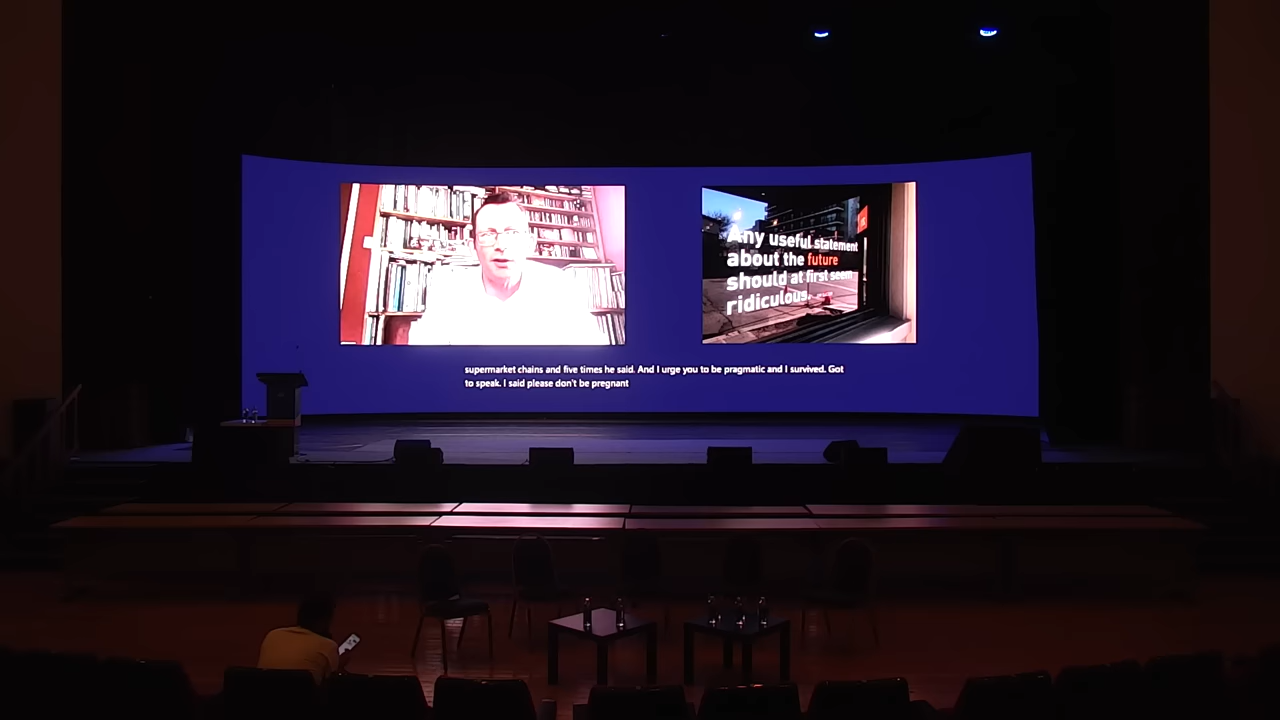 Any useful statement
about the future
should at first seem
ridiculous.
supermarket chains and five times he said. And I urge you to be pragmatic and I survived. Got
to speak. I said please don't be pregnant